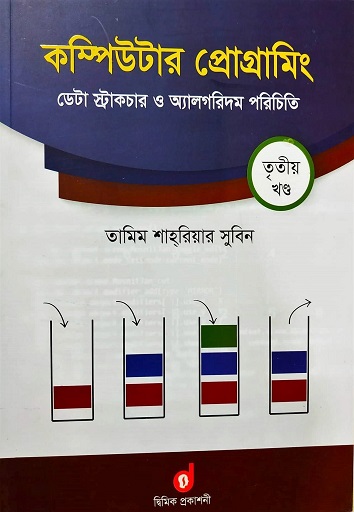 কম্পিউটার প্রোগ্রামিং
ডেটা স্ট্রাকচার ও অ্যালগরিদম পরিচিতি
তৃতীয়
খণ্ড
তামিম শাহ্‌রিয়ার সুবিন
দ্বিমিক প্রকাশনী